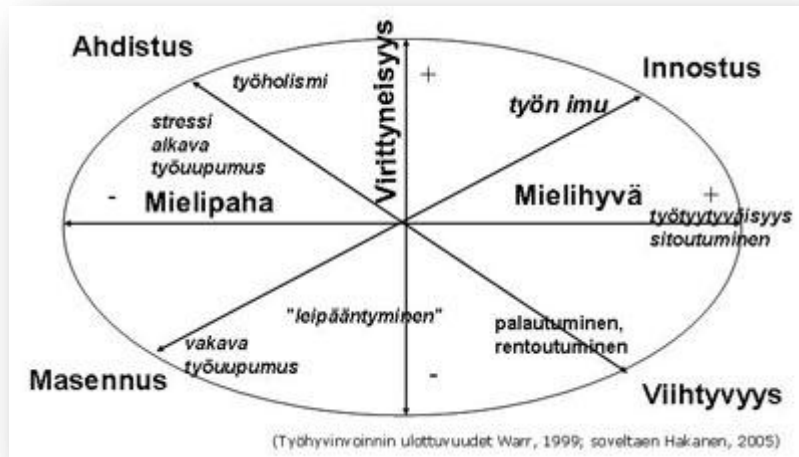 Ahdistus
Virittyneisyys
+
Innostus
työholismi
työn imu
stressi
alkava
työuupumus
-
Mielipaha
Mielihyvä
+
työtyytyväisyys
sitoutuminen
"leipääntyminen"
palautuminen,
rentoutuminen
vakava
työuupumus
-
Masennus
Viihtyvyys
(Työhyvinvoinnin ulottuvuudet Warr, 1999; soveltaen Hakanen, 2005)